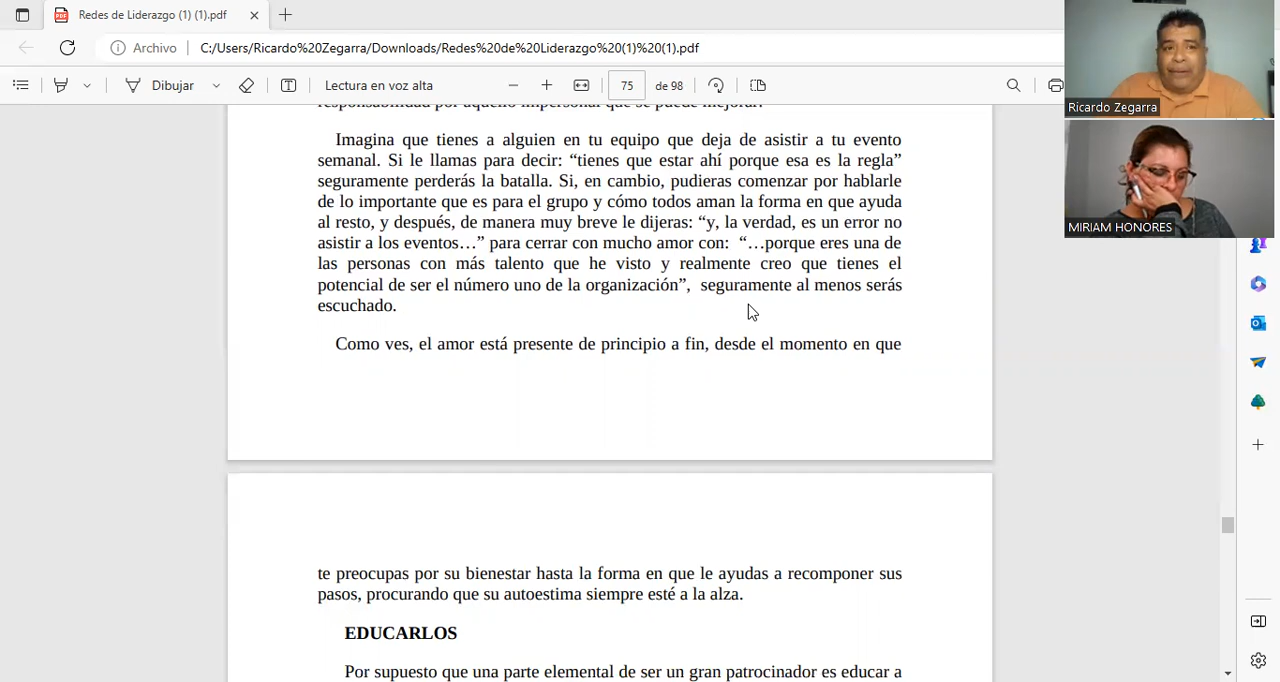 Redes de Liderazgo (1) (1).pdf
Archivo
C:/Users/Ricardo%20Zegarra/Downloads/Redes%20de%20Liderazgo%20(1)%20(1).pdf
Dibujar
Lectura en voz alta
75
de 98
Ricardo Zegarra
MIRIAM HONORES
responsabilidad por aquello impersonal que se puede mejorar.
Imagina que tienes a alguien en tu equipo que deja de asistir a tu evento
semanal. Si le llamas para decir: “tienes que estar ahí porque esa es la regla”
seguramente perderás la batalla. Si, en cambio, pudieras comenzar por hablarle
de lo importante que es para el grupo y cómo todos aman la forma en que ayuda
al resto, y después, de manera muy breve le dijeras: “y, la verdad, es un error no
asistir a los eventos…” para cerrar con mucho amor con: “…porque eres una de
las personas con más talento que he visto y realmente creo que tienes el
potencial de ser el número uno de la organización”, seguramente al menos serás
escuchado.
Como ves, el amor está presente de principio a fin, desde el momento en que
te preocupas por su bienestar hasta la forma en que le ayudas a recomponer sus
pasos, procurando que su autoestima siempre esté a la alza.
EDUCARLOS
Por supuesto que una parte elemental de ser un gran patrocinador es educar a